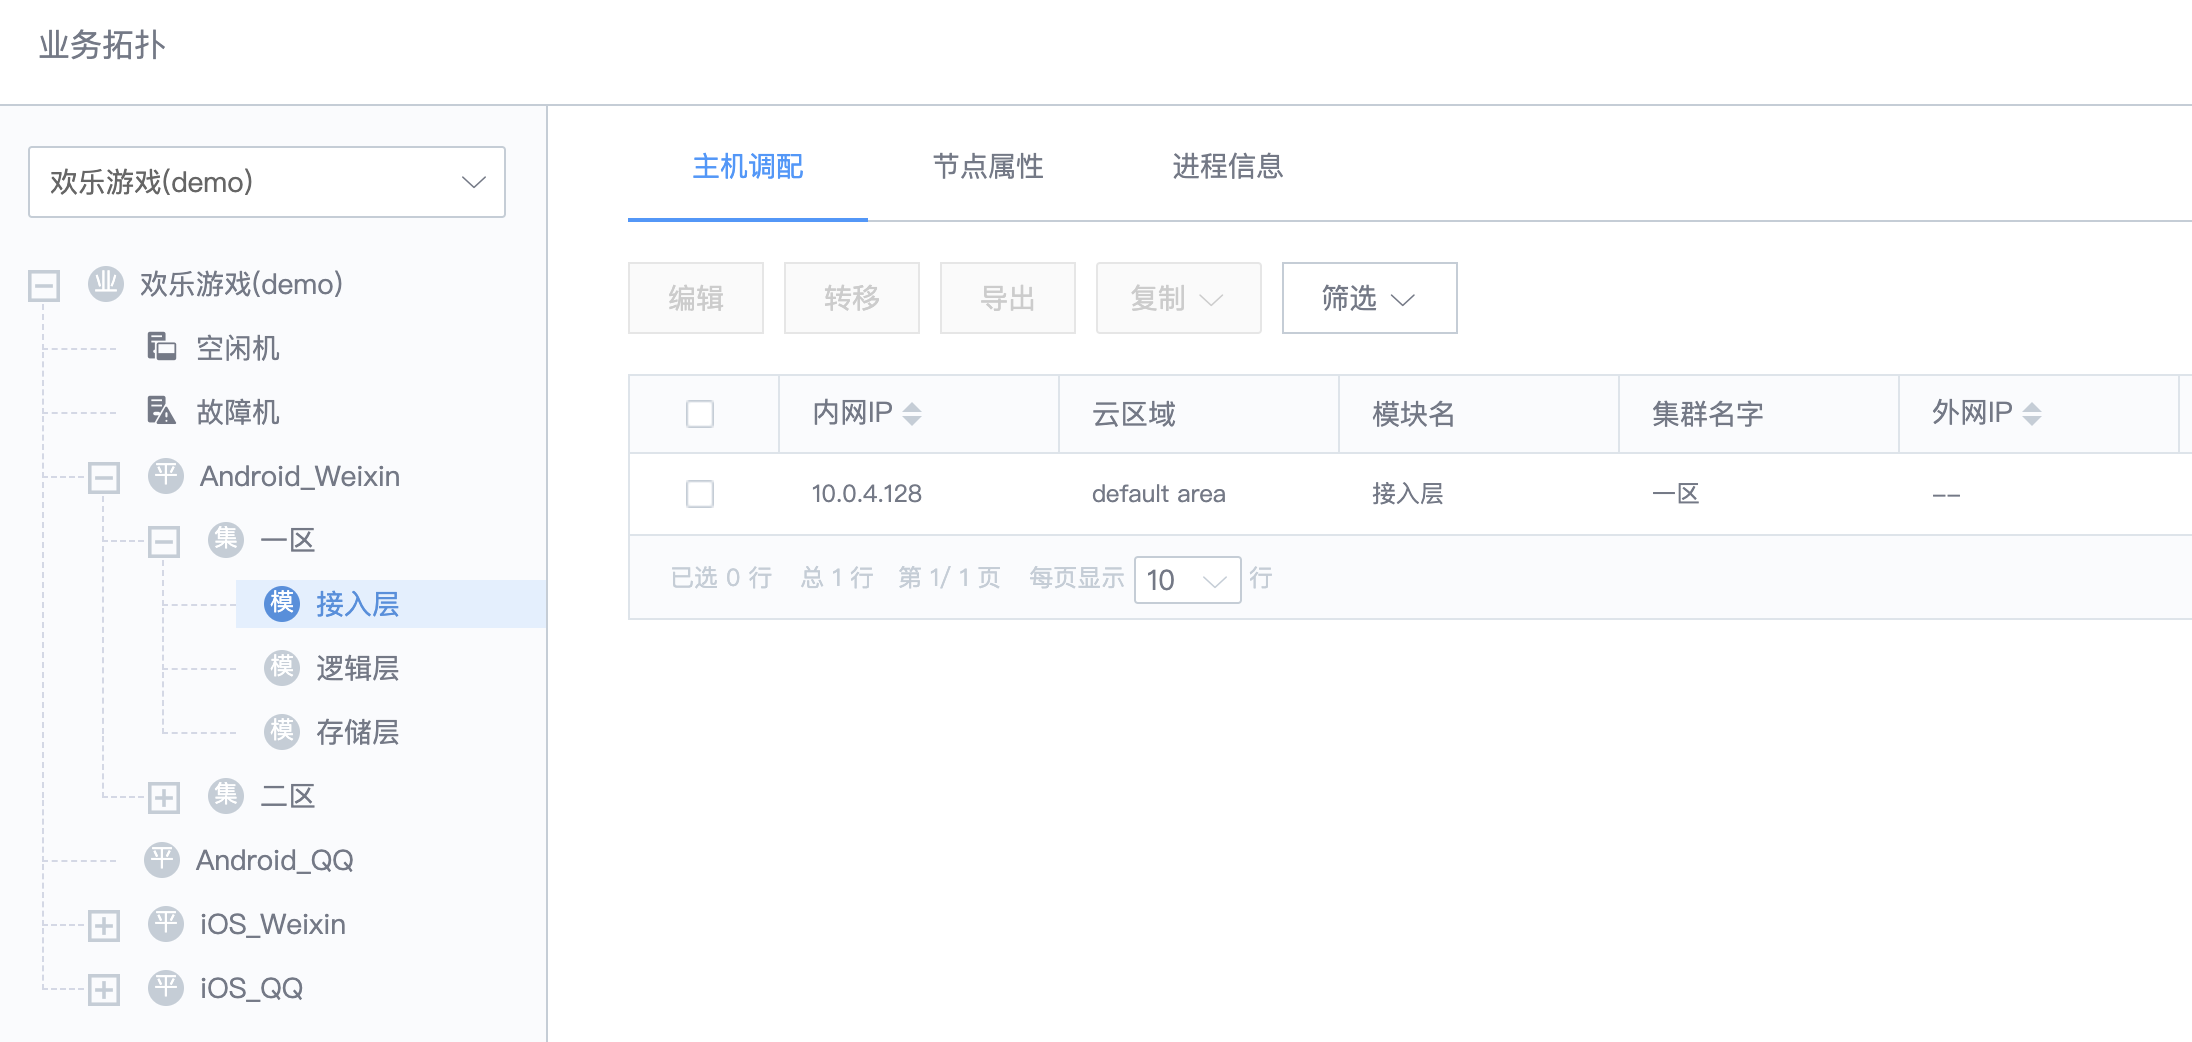 业务拓扑
欢乐游戏(demo)
业 欢乐游戏(demo)
空闲机
故障机
平 Android_Weixin
集 一区
模 接入层
模 逻辑层
模 存储层
集 二区
平 Android_QQ
平 iOS_Weixin
平 iOS_QQ
主机调配 节点属性 进程信息
编辑 转移 导出 复制 筛选
内网IP 云区域 模块名 集群名字 外网IP
10.0.4.128 default area 接入层 一区 --
已选 0 行 总 1 行 第 1/ 1 页 每页显示 10 行